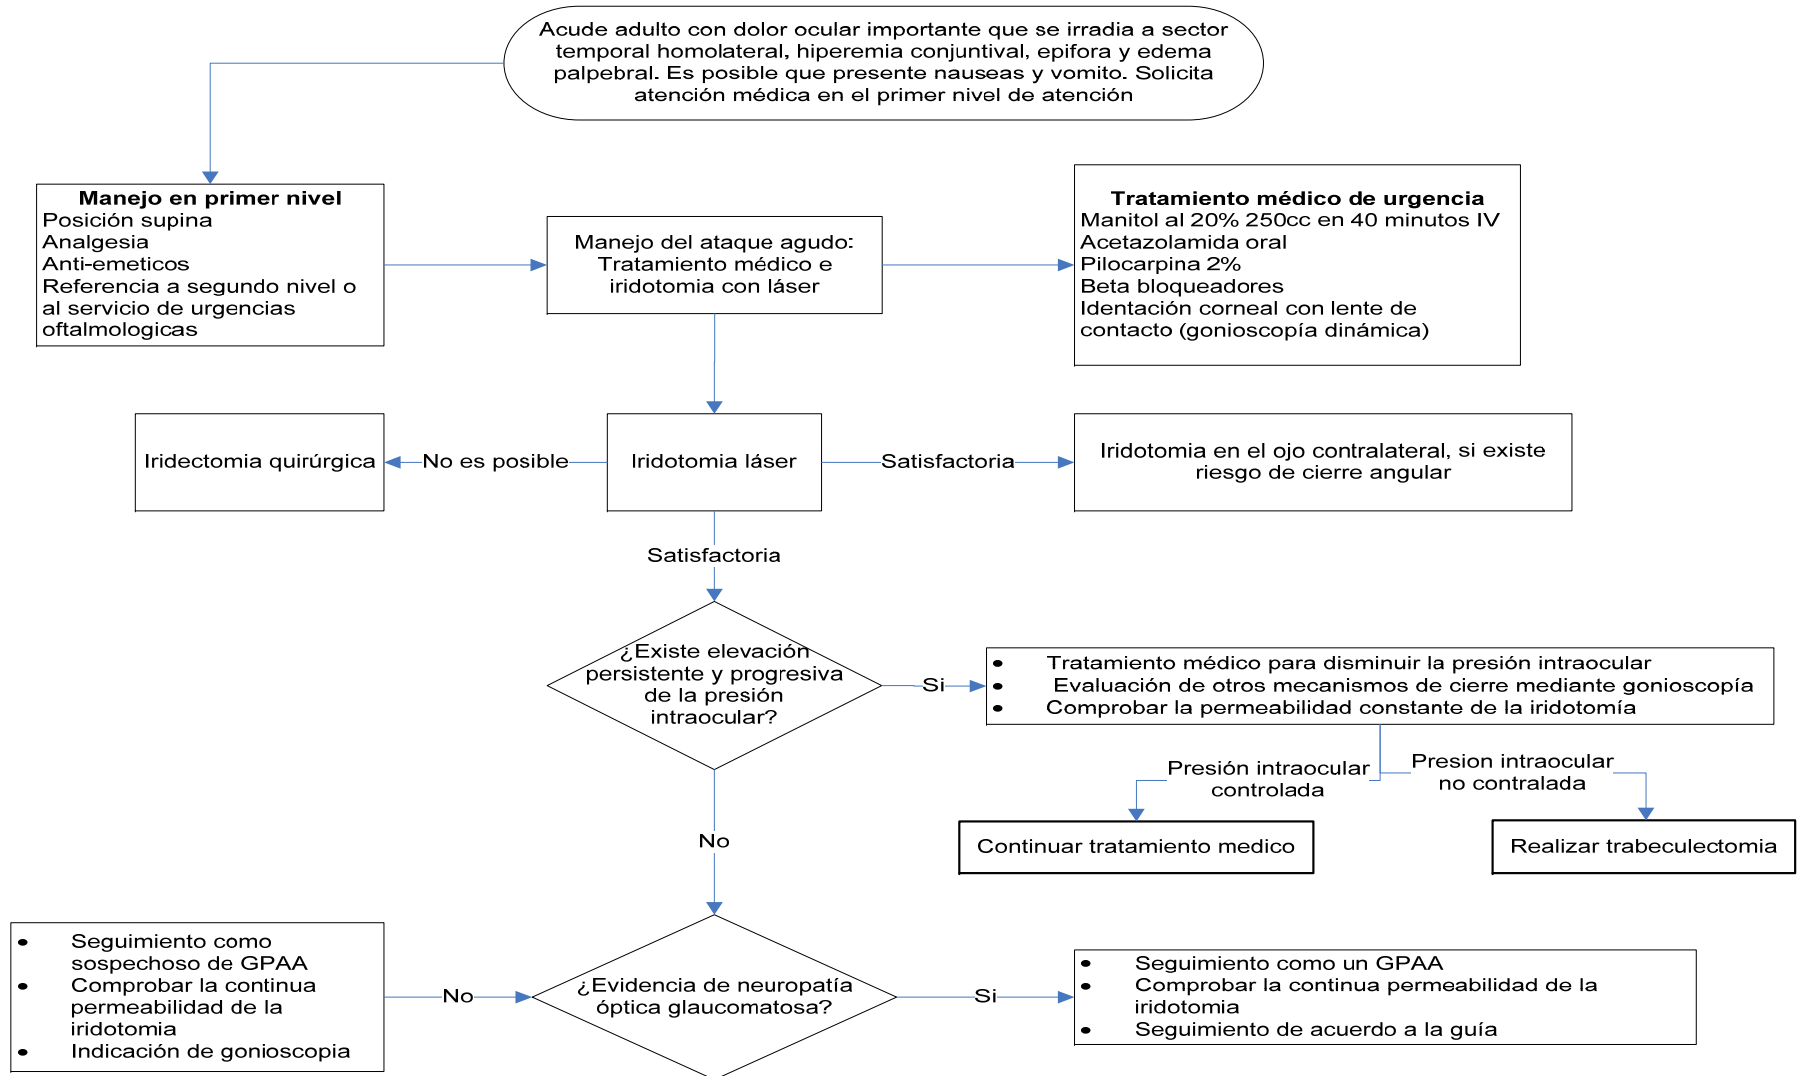 Acude adulto con dolor ocular importante que se irradia a sector
temporal homolateral, hiperemia conjuntival, epifora y edema
palpebral. Es posible que presente nauseas y vomito. Solicita
atención médica en el primer nivel de atención
Manejo en primer nivel
Posición supina
Analgesia
Anti-emeticos
Referencia a segundo nivel o
al servicio de urgencias
oftalmologicas
Manejo del ataque agudo:
Tratamiento médico e
iridotomia con láser
Tratamiento médico de urgencia
Manitol al 20% 250cc en 40 minutos IV
Acetazolamida oral
Pilocarpina 2%
Beta bloqueadores
Identación corneal con lente de
contacto (gonioscopía dinámica)
Iridectomia quirúrgica
No es posible
Iridotomia láser
Satisfactoria
Iridotomia en el ojo contralateral, si existe
riesgo de cierre angular
Satisfactoria
¿Existe elevación
persistente y progresiva
de la presión
intraocular?
Si
• Tratamiento médico para disminuir la presión intraocular
• Evaluación de otros mecanismos de cierre mediante gonioscopía
• Comprobar la permeabilidad constante de la iridotomía
Presión intraocular
controlada
Presion intraocular
no contralada
Continuar tratamiento medico
Realizar trabeculectomia
No
• Seguimiento como
sospechoso de GPAA
• Comprobar la continua
permeabilidad de la
iridotomia
• Indicación de gonioscopia
No
¿Evidencia de neuropatía
óptica glaucomatosa?
Si
• Seguimiento como un GPAA
• Comprobar la continua permeabilidad de la
iridotomia
• Seguimiento de acuerdo a la guía